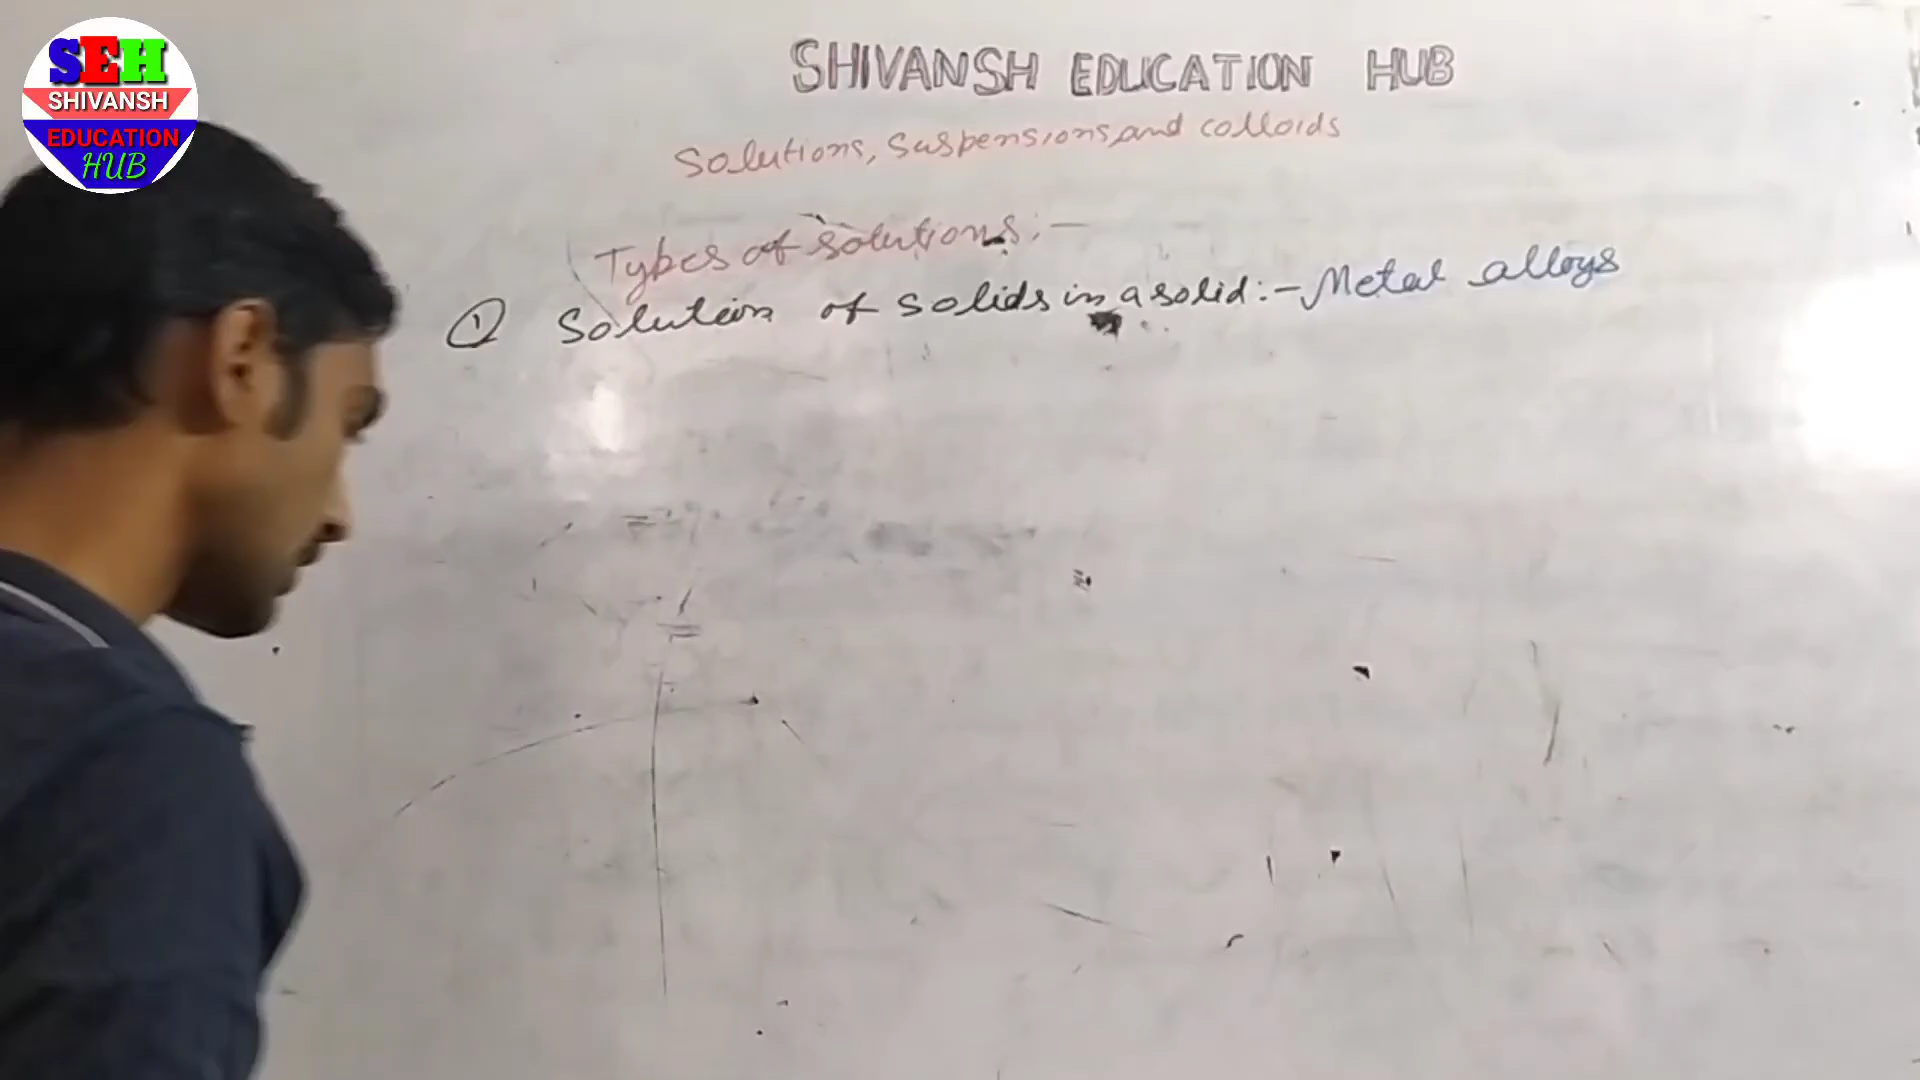 SEH
SHIVANSH
EDUCATION
HUB
SHIVANSH EDUCATION HUB
Solutions, Suspensions, and colloids
Types of solutions:-
① Solution of solids in a solid:- Metal alloys